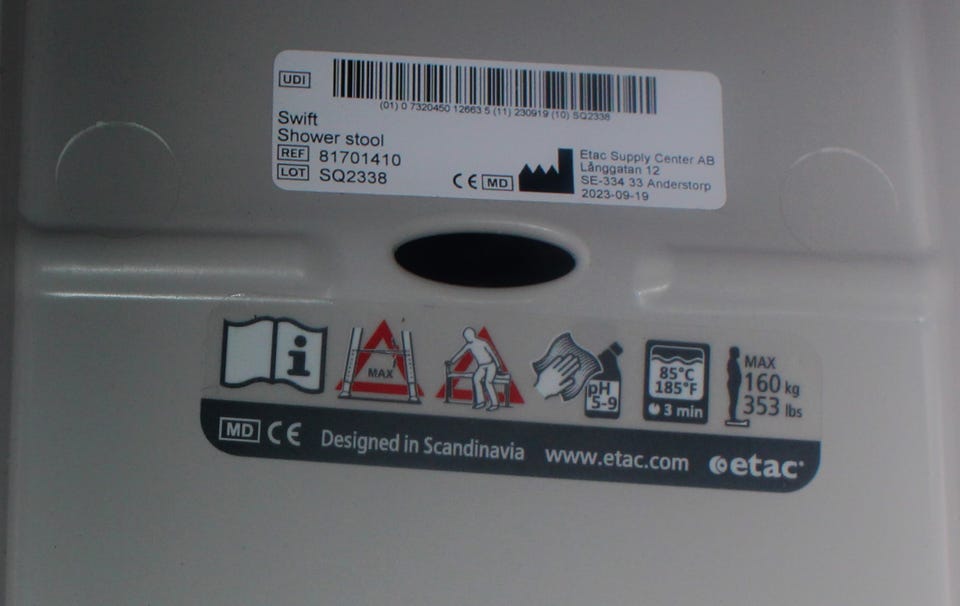 UDI
(01) 0 7320450 12663 5 (11) 230919 (10) SQ2338
Swift
Shower stool
REF 81701410
LOT SQ2338
CE MD
Etac Supply Center AB
Långgatan 12
SE-334 33 Anderstorp
2023-09-19
i
MAX
pH
5-9
85°C
185°F
3 min
MAX
160 kg
353 lbs
MD CE Designed in Scandinavia www.etac.com etac